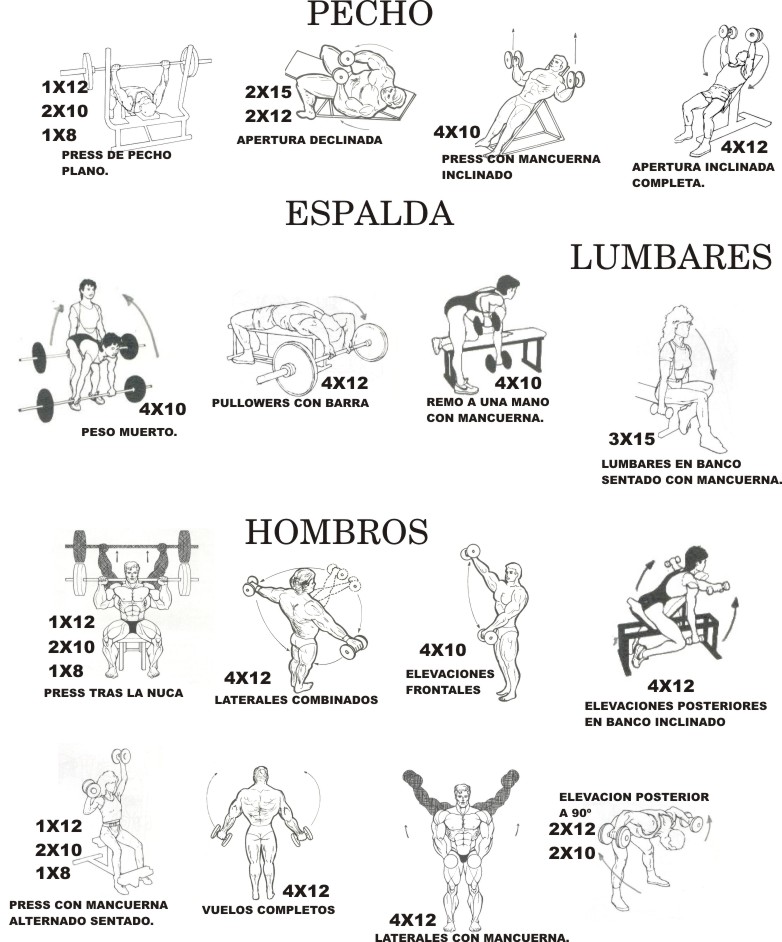 PECHO
1X12
2X10
1X8
PRESS DE PECHO
PLANO.
2X15
2X12
APERTURA DECLINADA
4X10
PRESS CON MANCUERNA
INCLINADO
4X12
APERTURA INCLINADA
COMPLETA.
ESPALDA
LUMBARES
4X10
PESO MUERTO.
4X12
PULLOWERS CON BARRA
4X10
REMO A UNA MANO
CON MANCUERNA.
3X15
LUMBARES EN BANCO
SENTADO CON MANCUERNA.
HOMBROS
1X12
2X10
1X8
PRESS TRAS LA NUCA
4X12
LATERALES COMBINADOS
4X10
ELEVACIONES
FRONTALES
4X12
ELEVACIONES POSTERIORES
EN BANCO INCLINADO
1X12
2X10
1X8
PRESS CON MANCUERNA
ALTERNADO SENTADO.
4X12
VUELOS COMPLETOS
4X12
LATERALES CON MANCUERNA.
ELEVACION POSTERIOR
A 90º
2X12
2X10